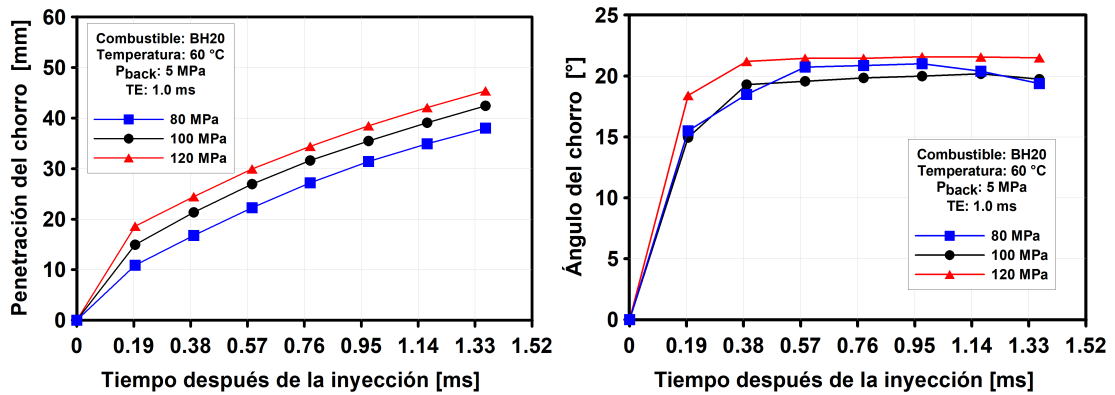 60
50
40
30
20
10
0
Penetración del chorro [mm]
Combustible: BH20
Temperatura: 60 °C
Pback: 5 MPa
TE: 1.0 ms
80 MPa
100 MPa
120 MPa
0 0.19 0.38 0.57 0.76 0.95 1.14 1.33 1.52
Tiempo después de la inyección [ms]
25
20
15
10
5
0
Ángulo del chorro [°]
Combustible: BH20
Temperatura: 60 °C
Pback: 5 MPa
TE: 1.0 ms
80 MPa
100 MPa
120 MPa
0 0.19 0.38 0.57 0.76 0.95 1.14 1.33 1.52
Tiempo después de la inyección [ms]